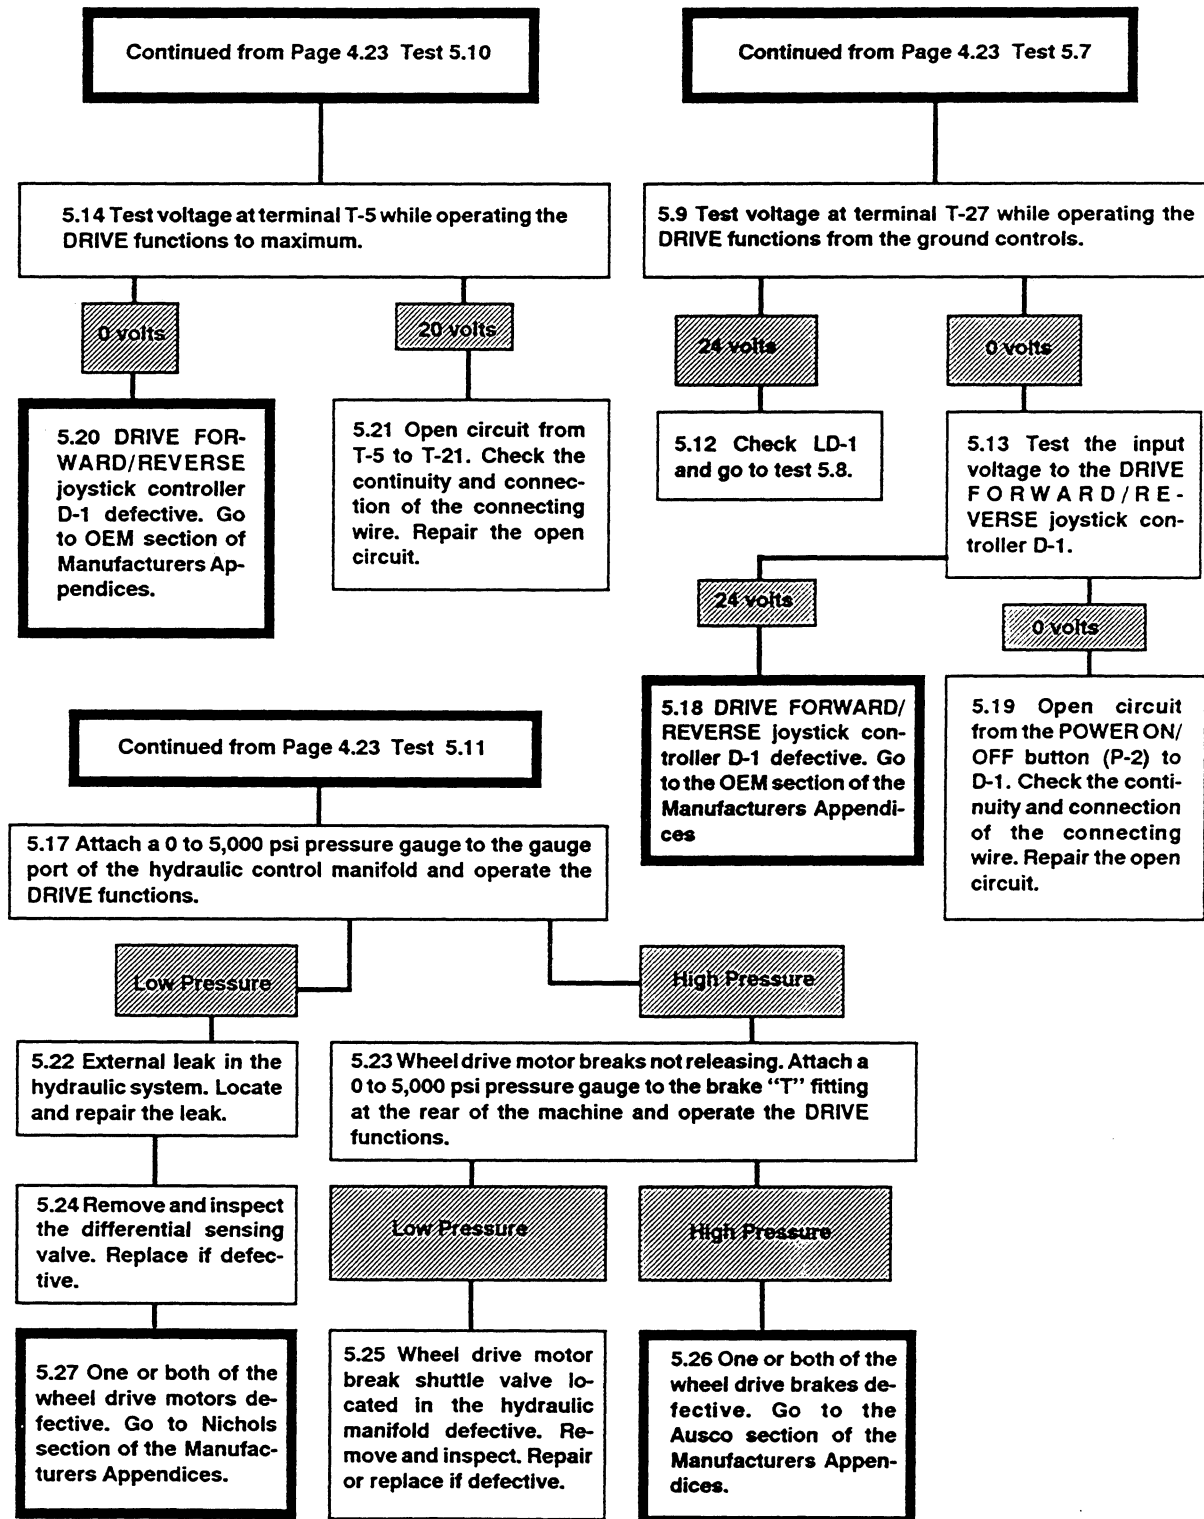 Continued from Page 4.23 Test 5.10
5.14 Test voltage at terminal T-5 while operating the
DRIVE functions to maximum.
0 volts
20 volts
5.20 DRIVE FOR-
WARD/REVERSE
joystick controller
D-1 defective. Go
to OEM section of
Manufacturers Ap-
pendices.
5.21 Open circuit from
T-5 to T-21. Check the
continuity and connec-
tion of the connecting
wire. Repair the open
circuit.
Continued from Page 4.23 Test 5.7
5.9 Test voltage at terminal T-27 while operating the
DRIVE functions from the ground controls.
24 volts
0 volts
5.12 Check LD-1
and go to test 5.8.
5.13 Test the input
voltage to the DRIVE
FORWARD/RE-
VERSE joystick con-
troller D-1.
24 volts
0 volts
5.18 DRIVE FORWARD/
REVERSE joystick con-
troller D-1 defective. Go
to the OEM section of the
Manufacturers Appendi-
ces
5.19 Open circuit
from the POWER ON/
OFF button (P-2) to
D-1. Check the conti-
nuity and connection
of the connecting
wire. Repair the open
circuit.
Continued from Page 4.23 Test 5.11
5.17 Attach a 0 to 5,000 psi pressure gauge to the gauge
port of the hydraulic control manifold and operate the
DRIVE functions.
Low Pressure
High Pressure
5.22 External leak in the
hydraulic system. Locate
and repair the leak.
5.23 Wheel drive motor breaks not releasing. Attach a
0 to 5,000 psi pressure gauge to the brake “T” fitting
at the rear of the machine and operate the DRIVE
functions.
5.24 Remove and inspect
the differential sensing
valve. Replace if defec-
tive.
Low Pressure
High Pressure
5.27 One or both of the
wheel drive motors de-
fective. Go to Nichols
section of the Manufac-
turers Appendices.
5.25 Wheel drive motor
break shuttle valve lo-
cated in the hydraulic
manifold defective. Re-
move and inspect. Repair
or replace if defective.
5.26 One or both of the
wheel drive brakes de-
fective. Go to the
Ausco section of the
Manufacturers Appen-
dices.